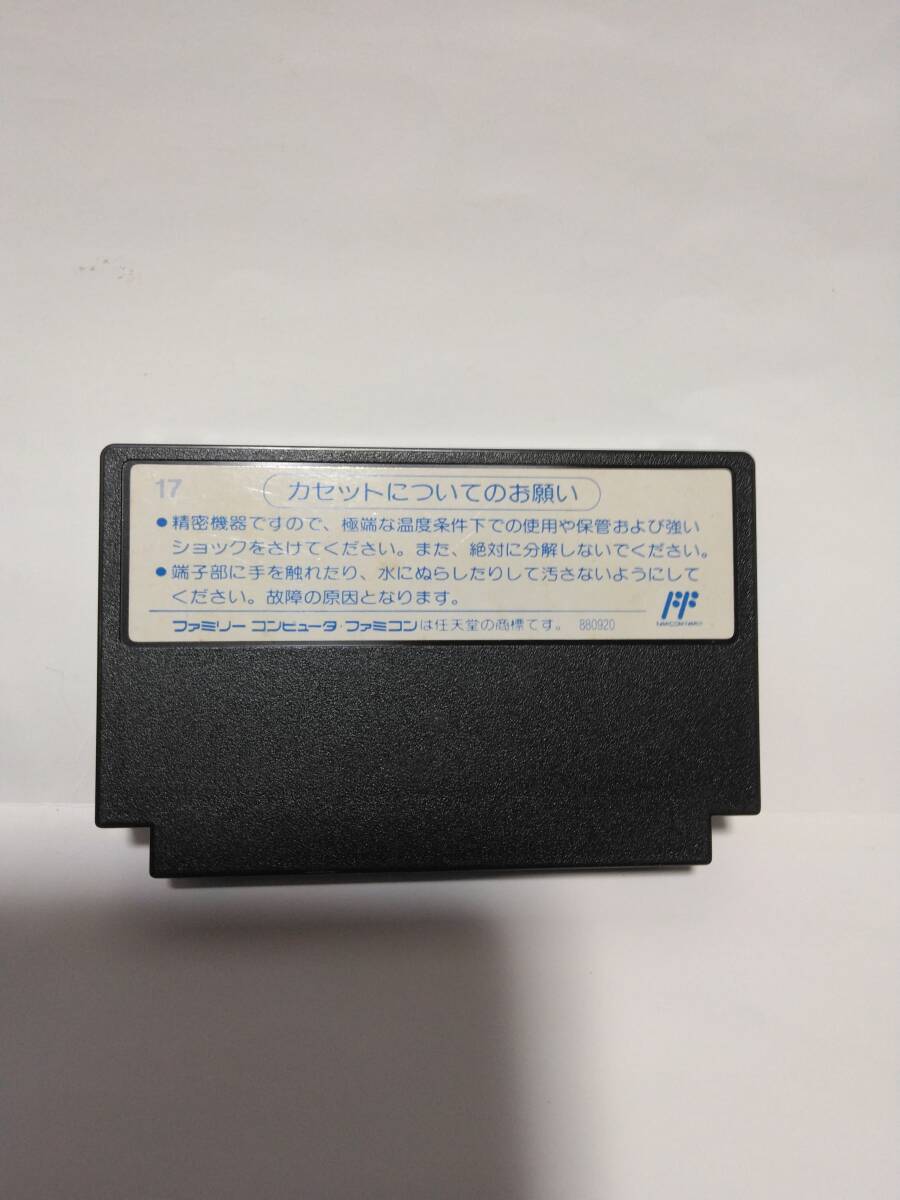 17
カセットについてのお願い
●精密機器ですので、極端な温度条件下での使用や保管および強い
ショックをさけてください。また、絶対に分解しないでください。
●端子部に手を触れたり、水にぬらしたりして汚さないようにして
ください。故障の原因となります。
ファミリー コンピュータ・ファミコンは任天堂の商標です。 880920